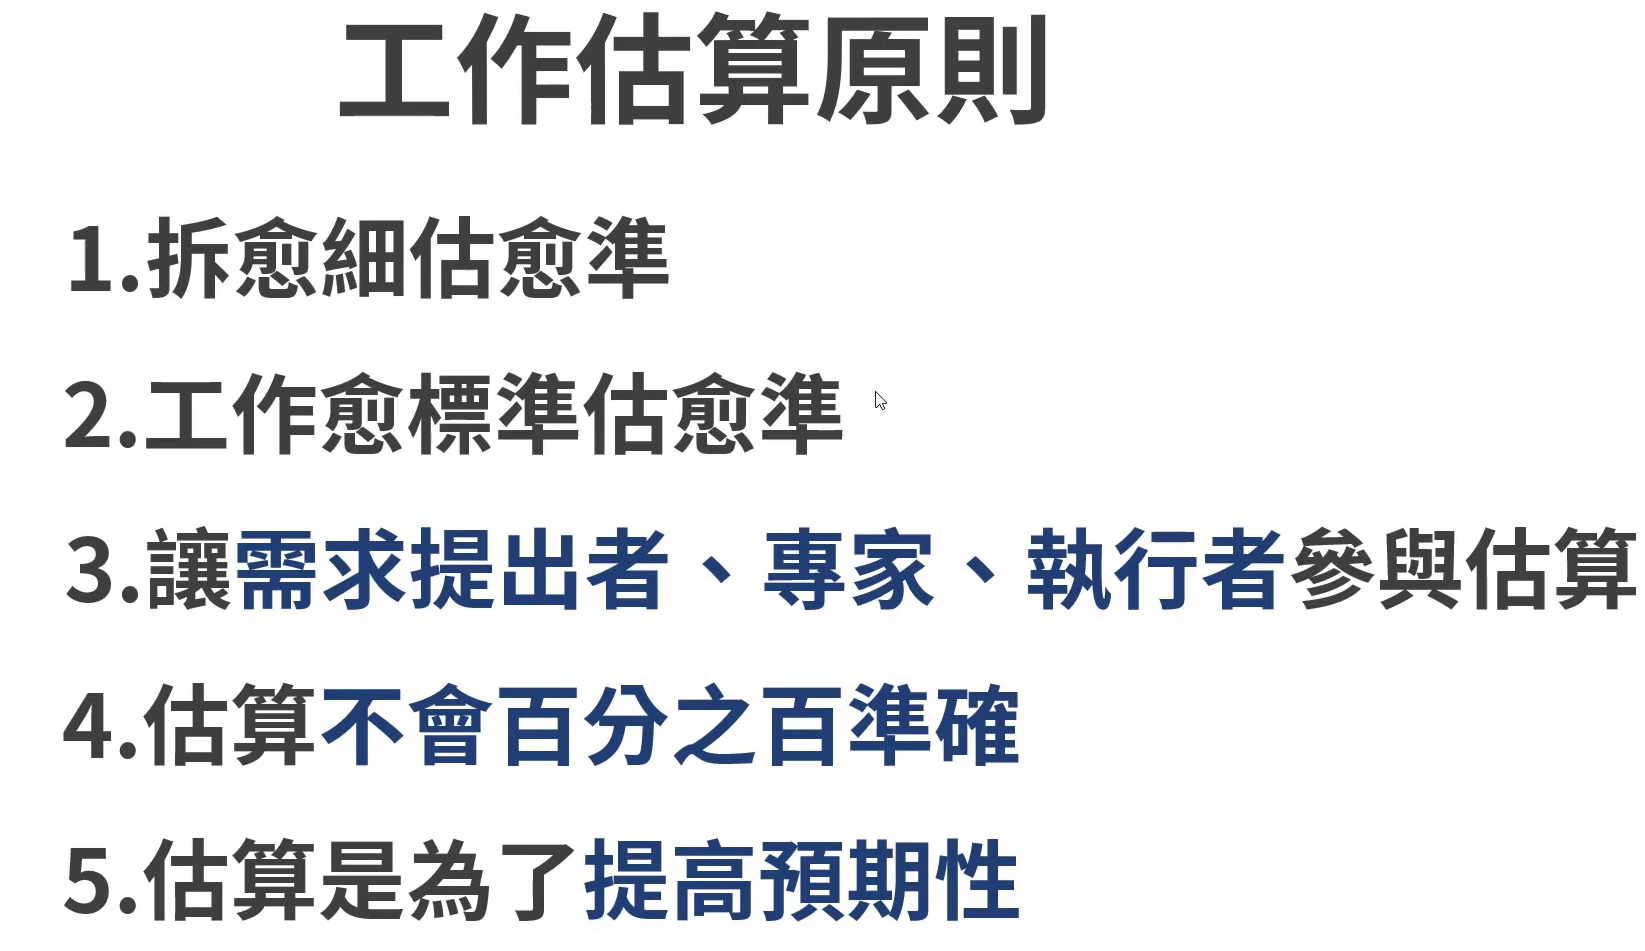 工作估算原則
1.拆愈細估愈準
2.工作愈標準估愈準
3.讓需求提出者、專家、執行者參與估算
4.估算不會百分之百準確
5.估算是為了提高預期性